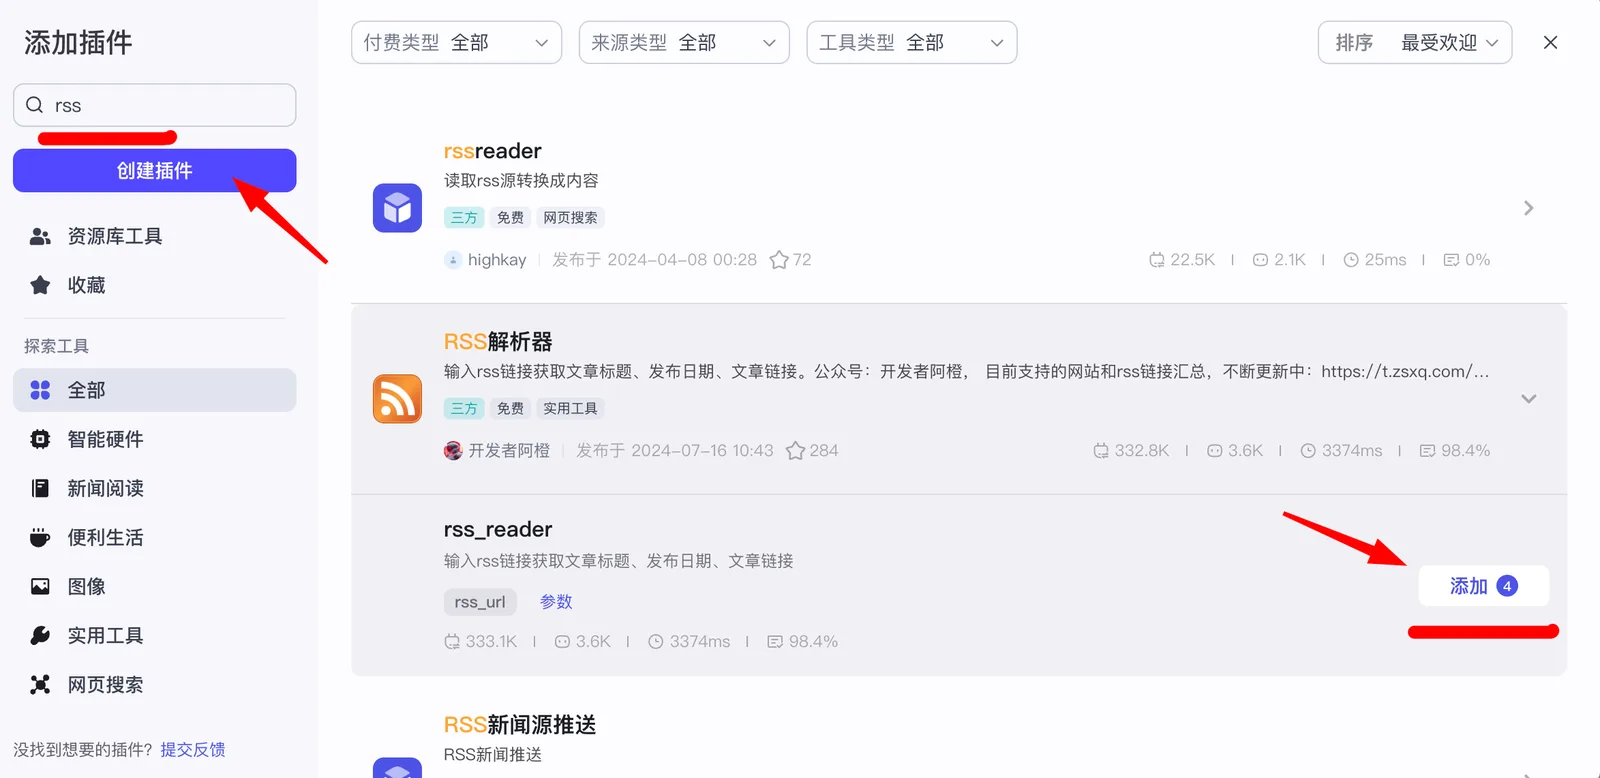 添加插件
rss
创建插件
资源库工具
收藏
探索工具
全部
智能硬件
新闻阅读
便利生活
图像
实用工具
网页搜索
没找到想要的插件? 提交反馈
付费类型 全部
来源类型 全部
工具类型 全部
排序 最受欢迎
rssreader
读取rss源转换成内容
三方 免费 网页搜索
highkay 发布于 2024-04-08 00:28 72
22.5K 2.1K 25ms 0%
RSS解析器
输入rss链接获取文章标题、发布日期、文章链接。公众号：开发者阿橙， 目前支持的网站和rss链接汇总，不断更新中：https://t.zsxq.com/...
三方 免费 实用工具
开发者阿橙 发布于 2024-07-16 10:43 284
332.8K 3.6K 3374ms 98.4%
rss_reader
输入rss链接获取文章标题、发布日期、文章链接
rss_url 参数
333.1K 3.6K 3374ms 98.4%
添加 4
RSS新闻源推送
RSS新闻推送